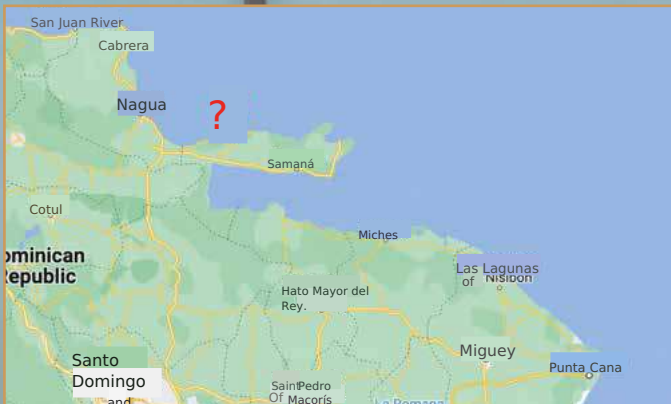 San Juan River
Cabrera
Nagua
?
Samaná
Cotul
Miches
ominican
Republic
Las Lagunas
of Nisibon
Hato Mayor del
Rey.
Miguey
Santo
Domingo
and
Punta Cana
Saint Pedro
Of Macorís
La Romana